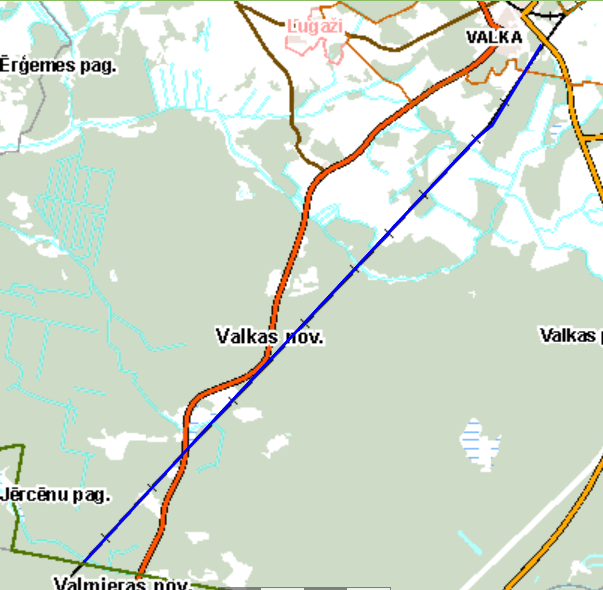 Lugaži
VALKA
Ērģemes pag.
Valkas nov.
Valkas p
Jērcēnu pag.
Valmieras nov.